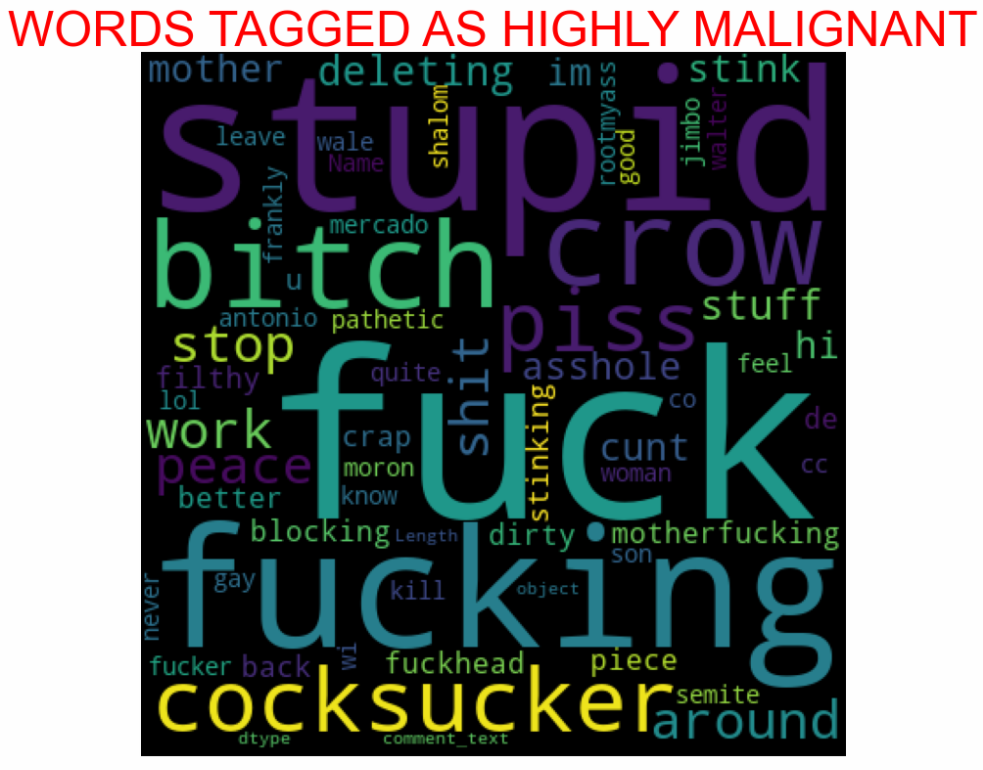 WORDS TAGGED AS HIGHLY MALIGNANT
mother
deleting
im
stink
stupid
shalom
rootmyass
good
jimbo
walter
leave
wale
Name
frankly
mercado
bitch
crow
u
antonio
pathetic
piss
stuff
stop
hi
shit
asshole
feel
filthy
quite
fuck
lol
stinking
co
de
work
crap
cunt
peace
moron
woman
cc
better
know
blocking
Length
dirty
motherfucking
son
fucking
never
gay
kill
object
wi
fucker
back
fuckhead
piece
cocksucker
semite
around
dtype
comment_text